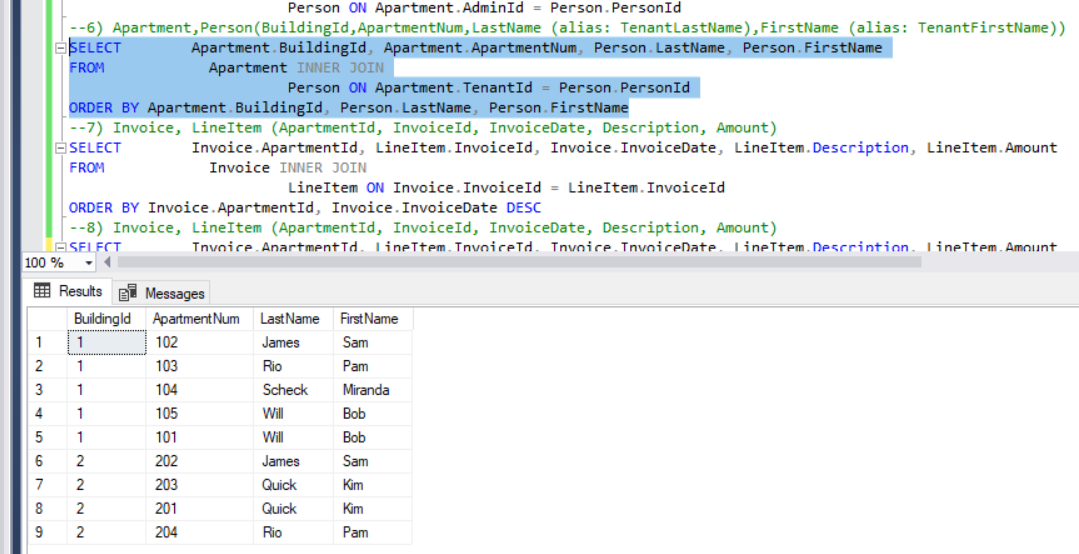 Person ON Apartment.AdminId = Person.PersonId
--6) Apartment,Person(BuildingId,ApartmentNum,LastName (alias: TenantLastName),FirstName (alias: TenantFirstName))
SELECT Apartment.BuildingId, Apartment.ApartmentNum, Person.LastName, Person.FirstName
FROM Apartment INNER JOIN
Person ON Apartment.TenantId = Person.PersonId
ORDER BY Apartment.BuildingId, Person.LastName, Person.FirstName
--7) Invoice, LineItem (ApartmentId, InvoiceId, InvoiceDate, Description, Amount)
SELECT Invoice.ApartmentId, LineItem.InvoiceId, Invoice.InvoiceDate, LineItem.Description, LineItem.Amount
FROM Invoice INNER JOIN
LineItem ON Invoice.InvoiceId = LineItem.InvoiceId
ORDER BY Invoice.ApartmentId, Invoice.InvoiceDate DESC
--8) Invoice, LineItem (ApartmentId, InvoiceId, InvoiceDate, Description, Amount)
SELECT Invoice.ApartmentId, LineItem.InvoiceId, Invoice.InvoiceDate, LineItem.Description, LineItem.Amount
100 %
Results Messages
BuildingId ApartmentNum LastName FirstName
1 1 102 James Sam
2 1 103 Rio Pam
3 1 104 Scheck Miranda
4 1 105 Will Bob
5 1 101 Will Bob
6 2 202 James Sam
7 2 203 Quick Kim
8 2 201 Quick Kim
9 2 204 Rio Pam